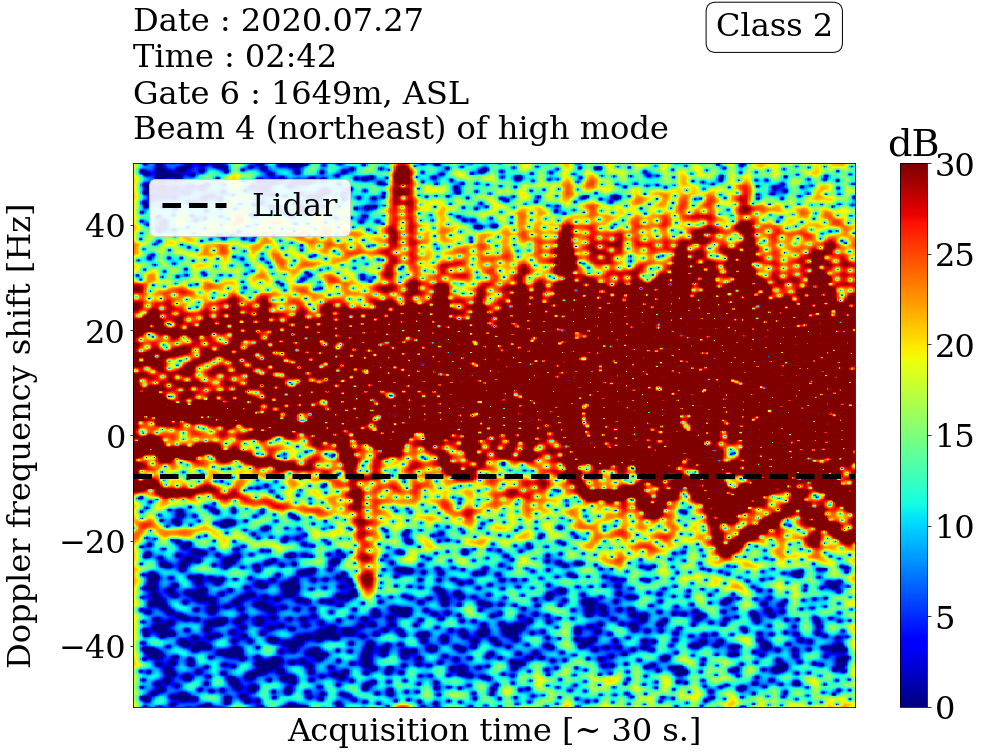 Date : 2020.07.27
Time : 02:42
Gate 6 : 1649m, ASL
Beam 4 (northeast) of high mode
Class 2
dB
Lidar
Doppler frequency shift [Hz]
40
20
0
−20
−40
30
25
20
15
10
5
0
Acquisition time [~ 30 s.]